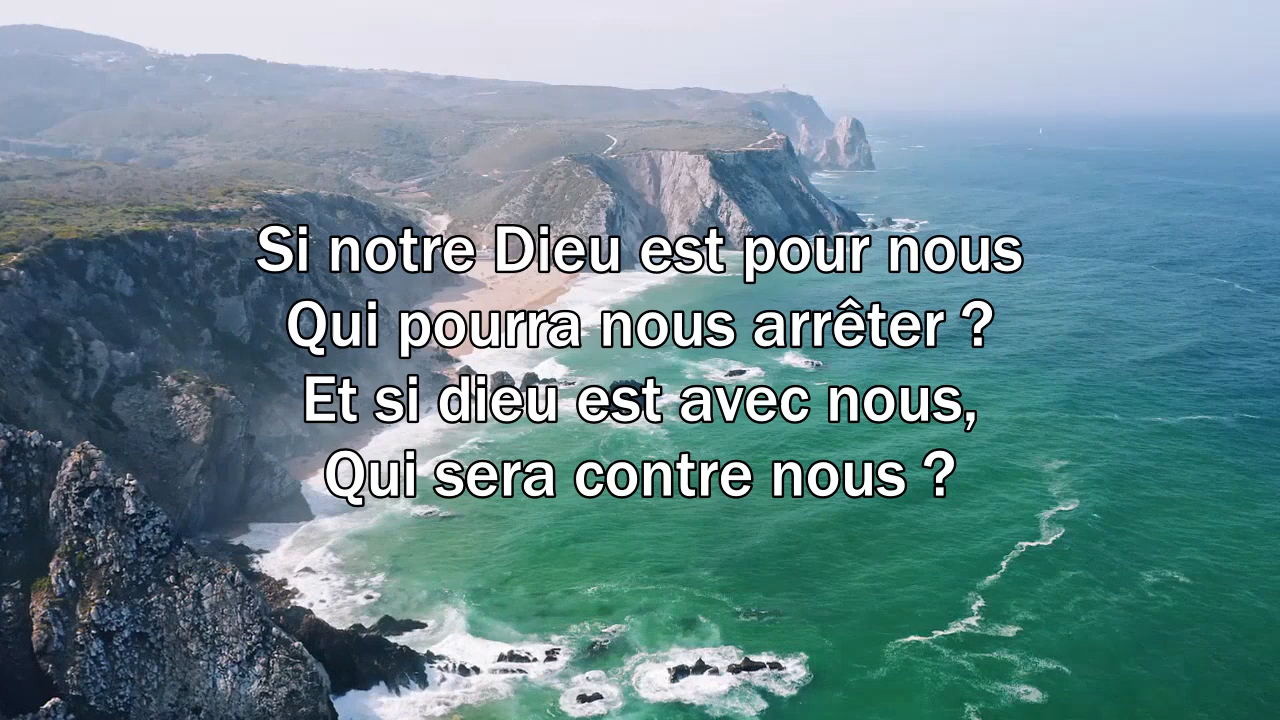 Si notre Dieu est pour nous
Qui pourra nous arrêter ?
Et si dieu est avec nous,
Qui sera contre nous ?